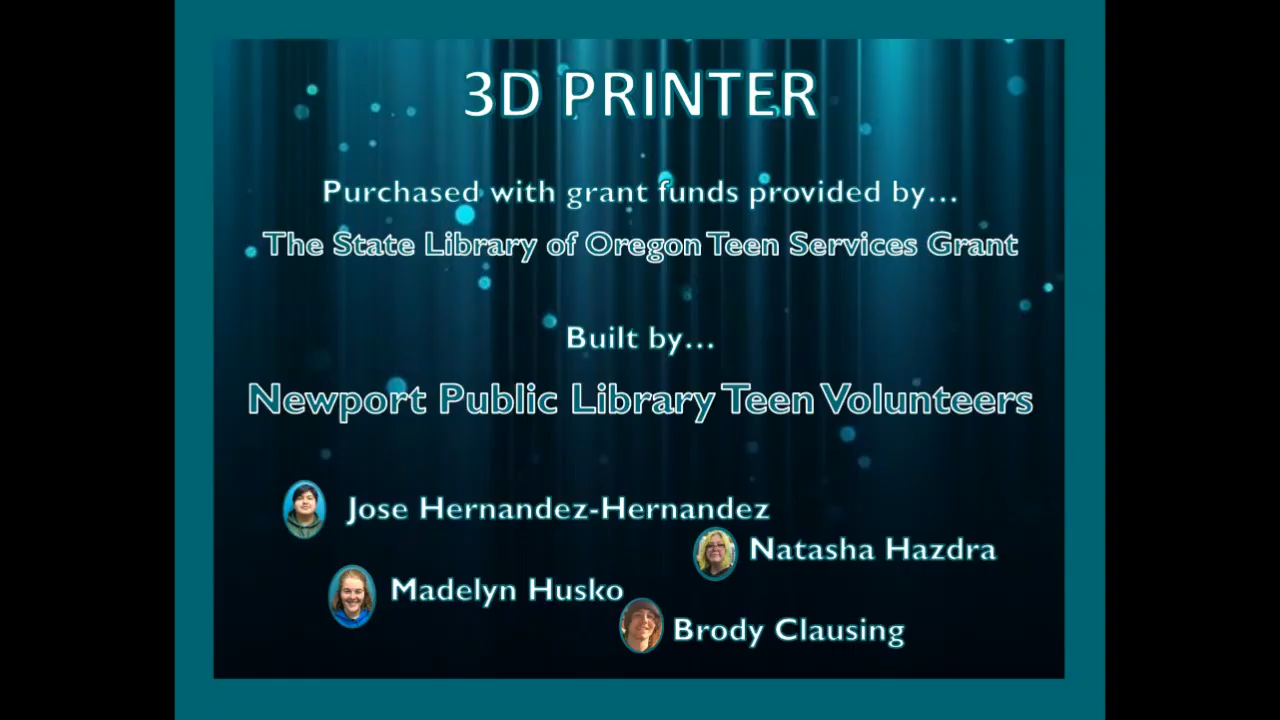 3D PRINTER
Purchased with grant funds provided by...
The State Library of Oregon Teen Services Grant
Built by...
Newport Public Library Teen Volunteers
Jose Hernandez-Hernandez
Natasha Hazdra
Madelyn Husko
Brody Clausing